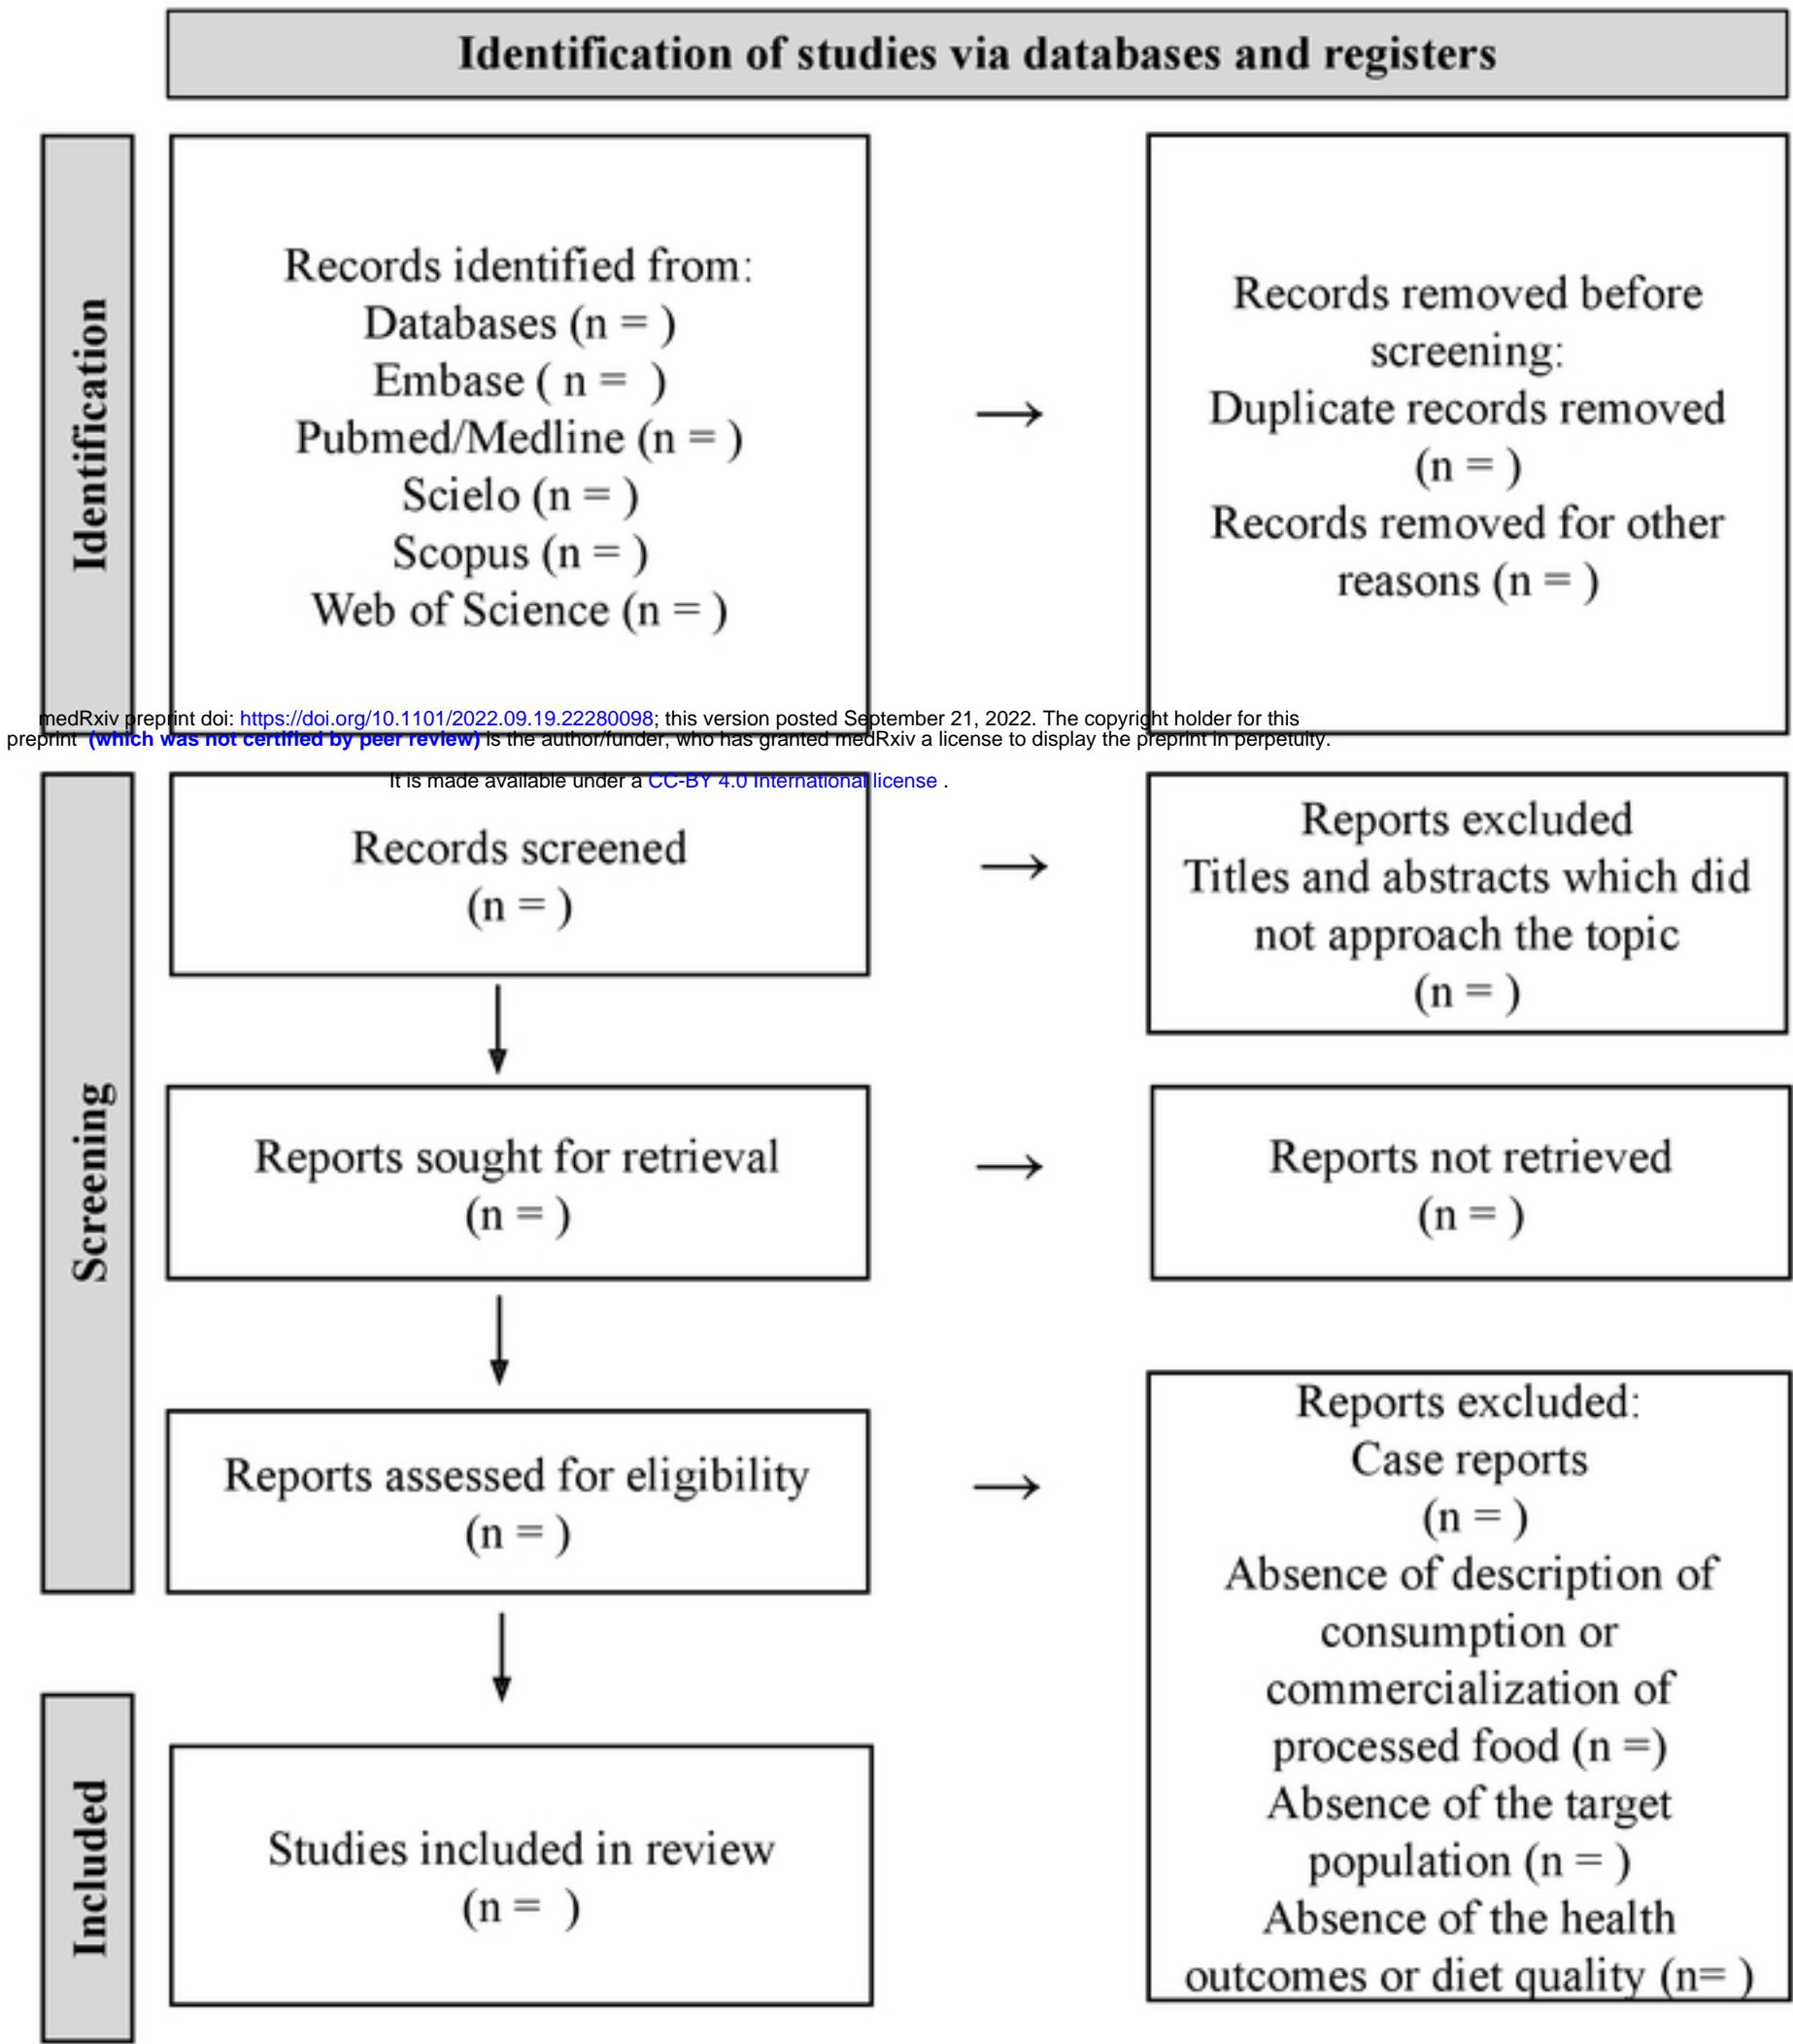 Identification of studies via databases and registers
Identification
Records identified from:
Databases (n = )
Embase ( n =  )
Pubmed/Medline (n = )
Scielo (n = )
Scopus (n = )
Web of Science (n = )
→
Records removed before
screening:
Duplicate records removed
(n = )
Records removed for other
reasons (n = )
medRxiv preprint doi: https://doi.org/10.1101/2022.09.19.22280098; this version posted September 21, 2022. The copyright holder for this
preprint (which was not certified by peer review) is the author/funder, who has granted medRxiv a license to display the preprint in perpetuity.
It is made available under a CC-BY 4.0 International license .
Screening
Records screened
(n = )
→
Reports excluded
Titles and abstracts which did
not approach the topic
(n = )
Reports sought for retrieval
(n = )
→
Reports not retrieved
(n = )
Reports assessed for eligibility
(n = )
→
Reports excluded:
Case reports
(n = )
Absence of description of
consumption or
commercialization of
processed food (n =)
Absence of the target
population (n = )
Absence of the health
outcomes or diet quality (n= )
Included
Studies included in review
(n =  )